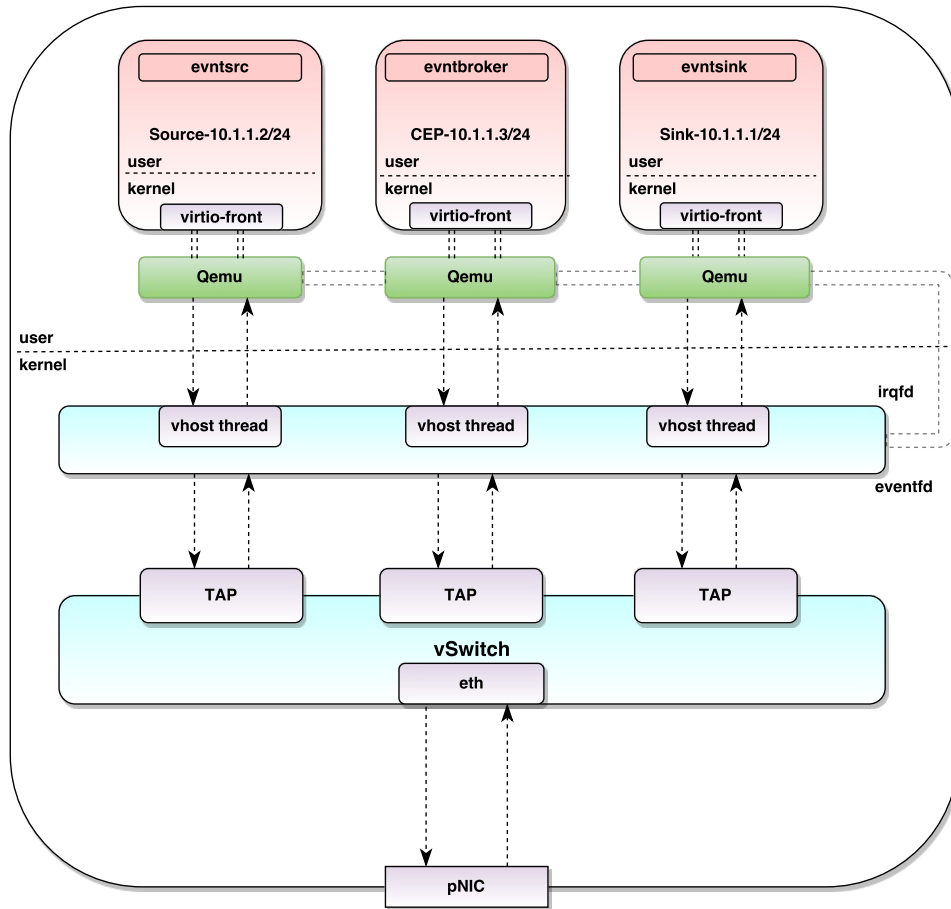 evntsrc
evntbroker
evntsink
Source-10.1.1.2/24
CEP-10.1.1.3/24
Sink-10.1.1.1/24
user
user
user
kernel
kernel
kernel
virtio-front
virtio-front
virtio-front
Qemu
Qemu
Qemu
user
kernel
irqfd
vhost thread
vhost thread
vhost thread
eventfd
TAP
TAP
TAP
vSwitch
eth
pNIC